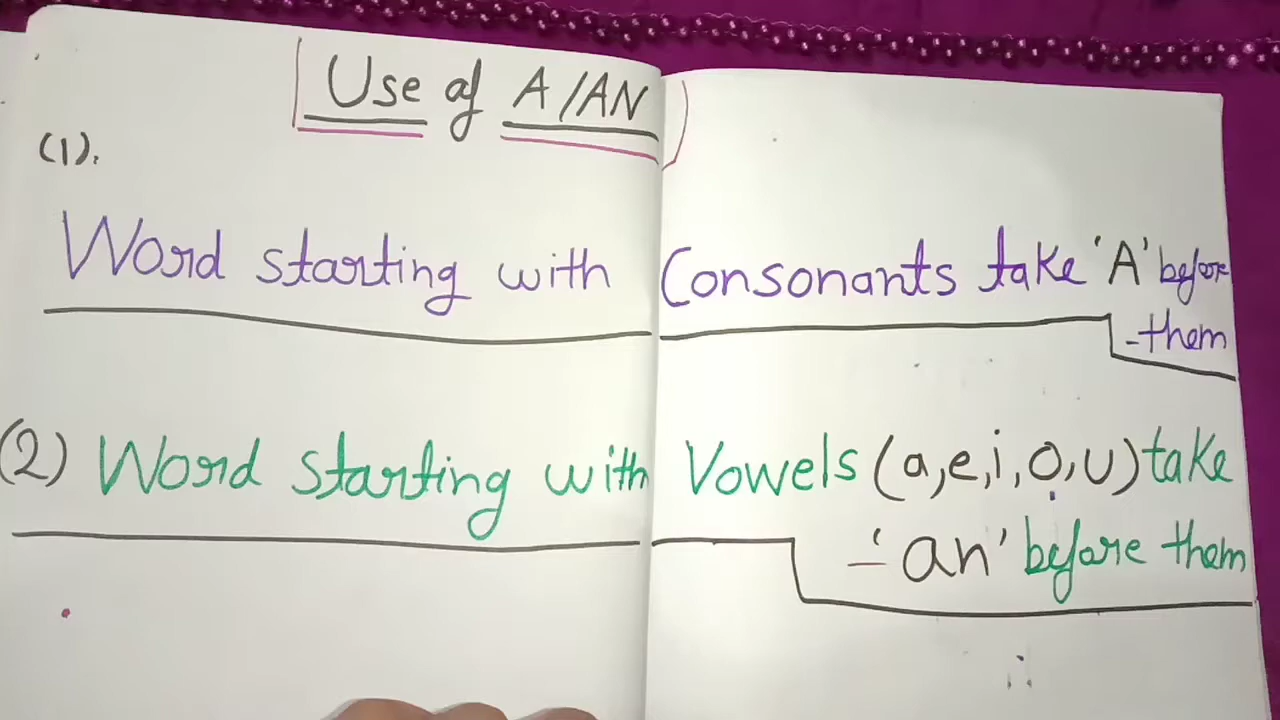 Use of A/AN
(1).
Word starting with Consonants take 'A' before
-them
(2) Word starting with Vowels (a,e,i,o,u) take
-'an' before them